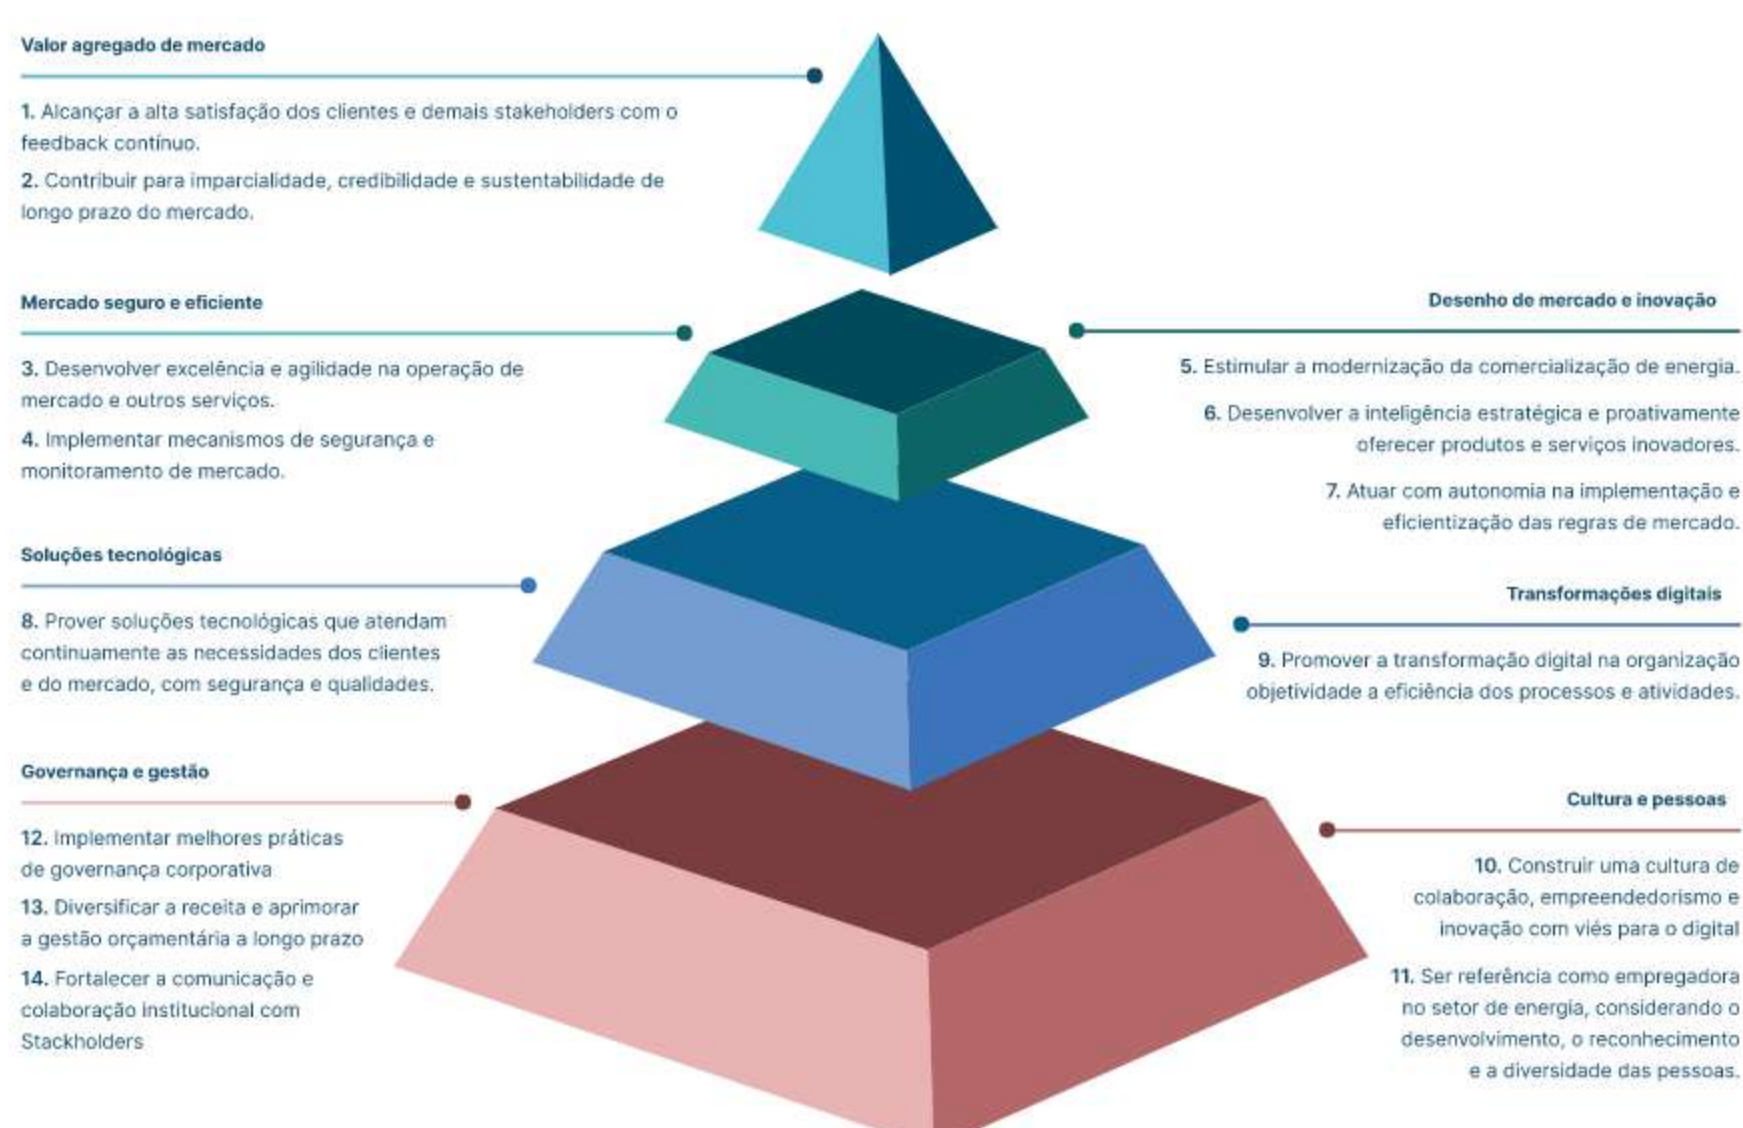 Valor agregado de mercado
1. Alcançar a alta satisfação dos clientes e demais stakeholders com o
feedback contínuo.
2. Contribuir para imparcialidade, credibilidade e sustentabilidade de
longo prazo do mercado.
Mercado seguro e eficiente
3. Desenvolver excelência e agilidade na operação de
mercado e outros serviços.
4. Implementar mecanismos de segurança e
monitoramento de mercado.
Desenho de mercado e inovação
5. Estimular a modernização da comercialização de energia.
6. Desenvolver a inteligência estratégica e proativamente
oferecer produtos e serviços inovadores.
7. Atuar com autonomia na implementação e
eficientização das regras de mercado.
Soluções tecnológicas
8. Prover soluções tecnológicas que atendam
continuamente as necessidades dos clientes
e do mercado, com segurança e qualidades.
Transformações digitais
9. Promover a transformação digital na organização
objetividade a eficiência dos processos e atividades.
Governança e gestão
12. Implementar melhores práticas
de governança corporativa
13. Diversificar a receita e aprimorar
a gestão orçamentária a longo prazo
14. Fortalecer a comunicação e
colaboração institucional com
Stackholders
Cultura e pessoas
10. Construir uma cultura de
colaboração, empreendedorismo e
inovação com viés para o digital
11. Ser referência como empregadora
no setor de energia, considerando o
desenvolvimento, o reconhecimento
e a diversidade das pessoas.